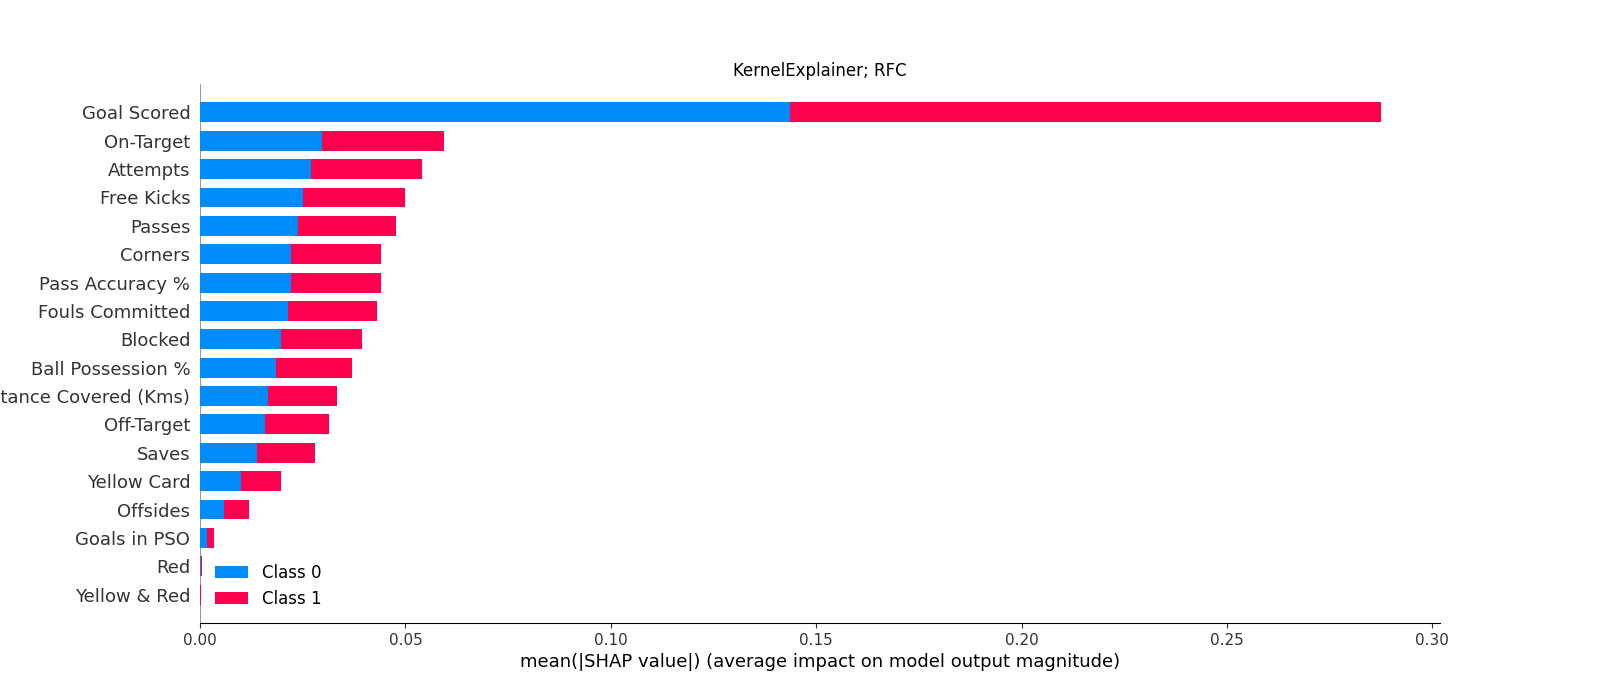 KernelExplainer; RFC
Goal Scored
On-Target
Attempts
Free Kicks
Passes
Corners
Pass Accuracy %
Fouls Committed
Blocked
Ball Possession %
tance Covered (Kms)
Off-Target
Saves
Yellow Card
Offsides
Goals in PSO
Red
Yellow & Red
Class 0
Class 1
0.00 0.05 0.10 0.15 0.20 0.25 0.30
mean(|SHAP value|) (average impact on model output magnitude)